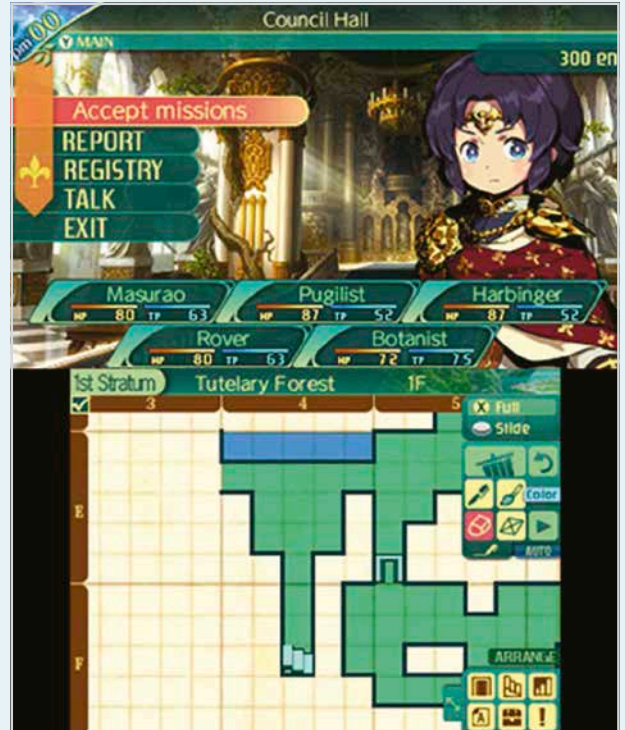 Council Hall
pm 00
Y MAIN
300 en
Accept missions
REPORT
REGISTRY
TALK
EXIT
Masurao
HP 80 TP 63
Pugilist
HP 87 TP 52
Harbinger
HP 87 TP 52
Rover
HP 80 TP 63
Botanist
HP 72 TP 75
1st Stratum Tutelary Forest 1F
3 4 5
X Full
Slide
Color
E
AUTO
F
ARRANGE
A !